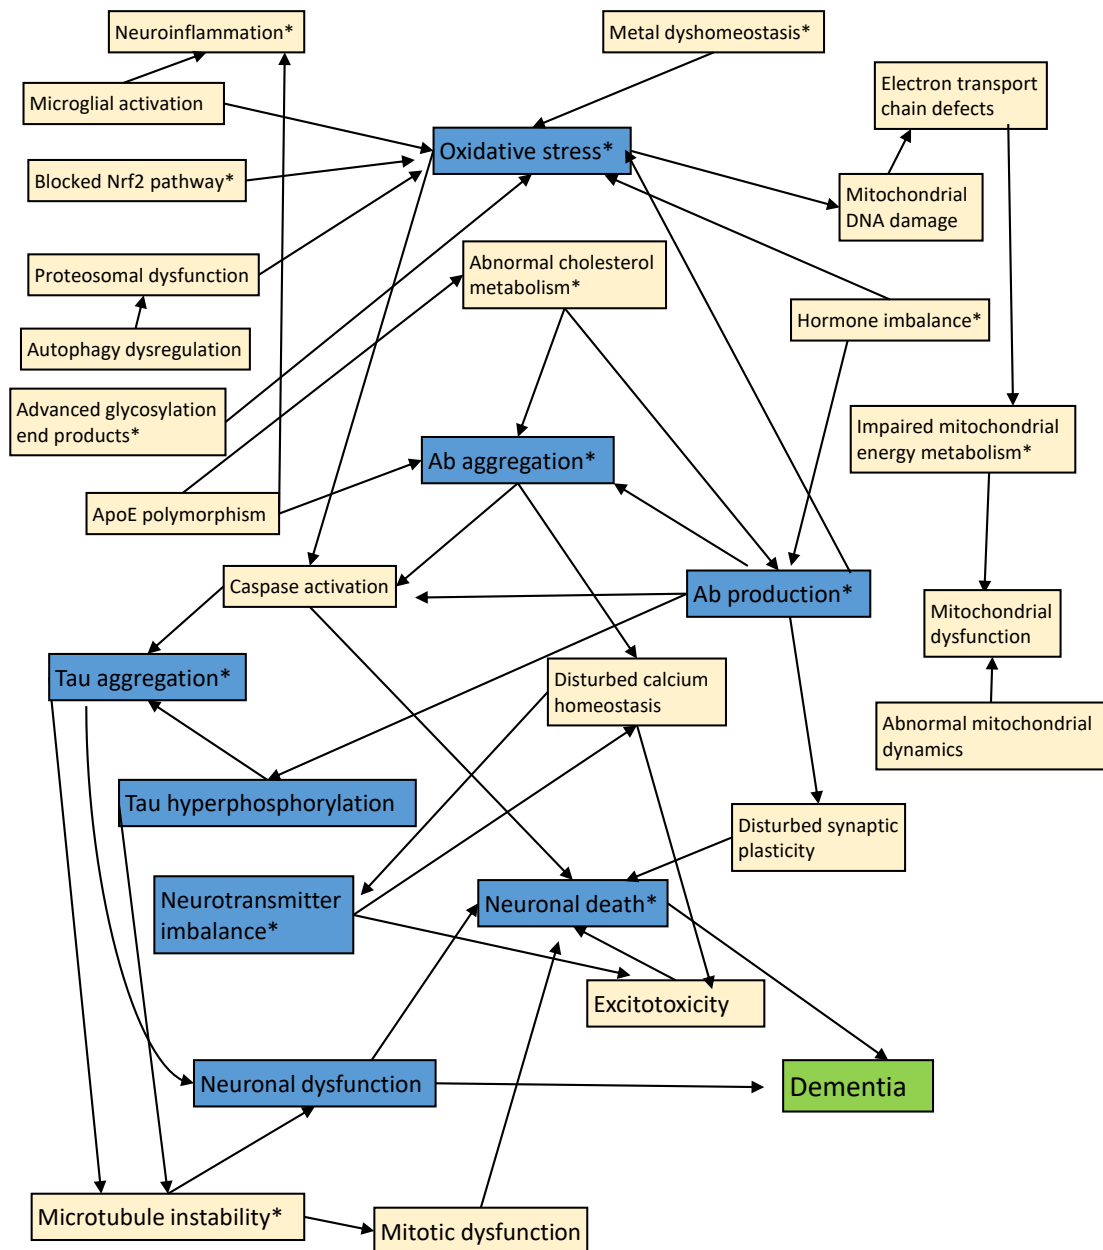 Neuroinflammation*
Metal dyshomeostasis*
Microglial activation
Electron transport
chain defects
Oxidative stress*
Blocked Nrf2 pathway*
Mitochondrial
DNA damage
Proteosomal dysfunction
Abnormal cholesterol
metabolism*
Hormone imbalance*
Autophagy dysregulation
Advanced glycosylation
end products*
Impaired mitochondrial
energy metabolism*
Ab aggregation*
ApoE polymorphism
Caspase activation
Ab production*
Mitochondrial
dysfunction
Tau aggregation*
Disturbed calcium
homeostasis
Abnormal mitochondrial
dynamics
Tau hyperphosphorylation
Disturbed synaptic
plasticity
Neurotransmitter
imbalance*
Neuronal death*
Excitotoxicity
Neuronal dysfunction
Dementia
Microtubule instability*
Mitotic dysfunction